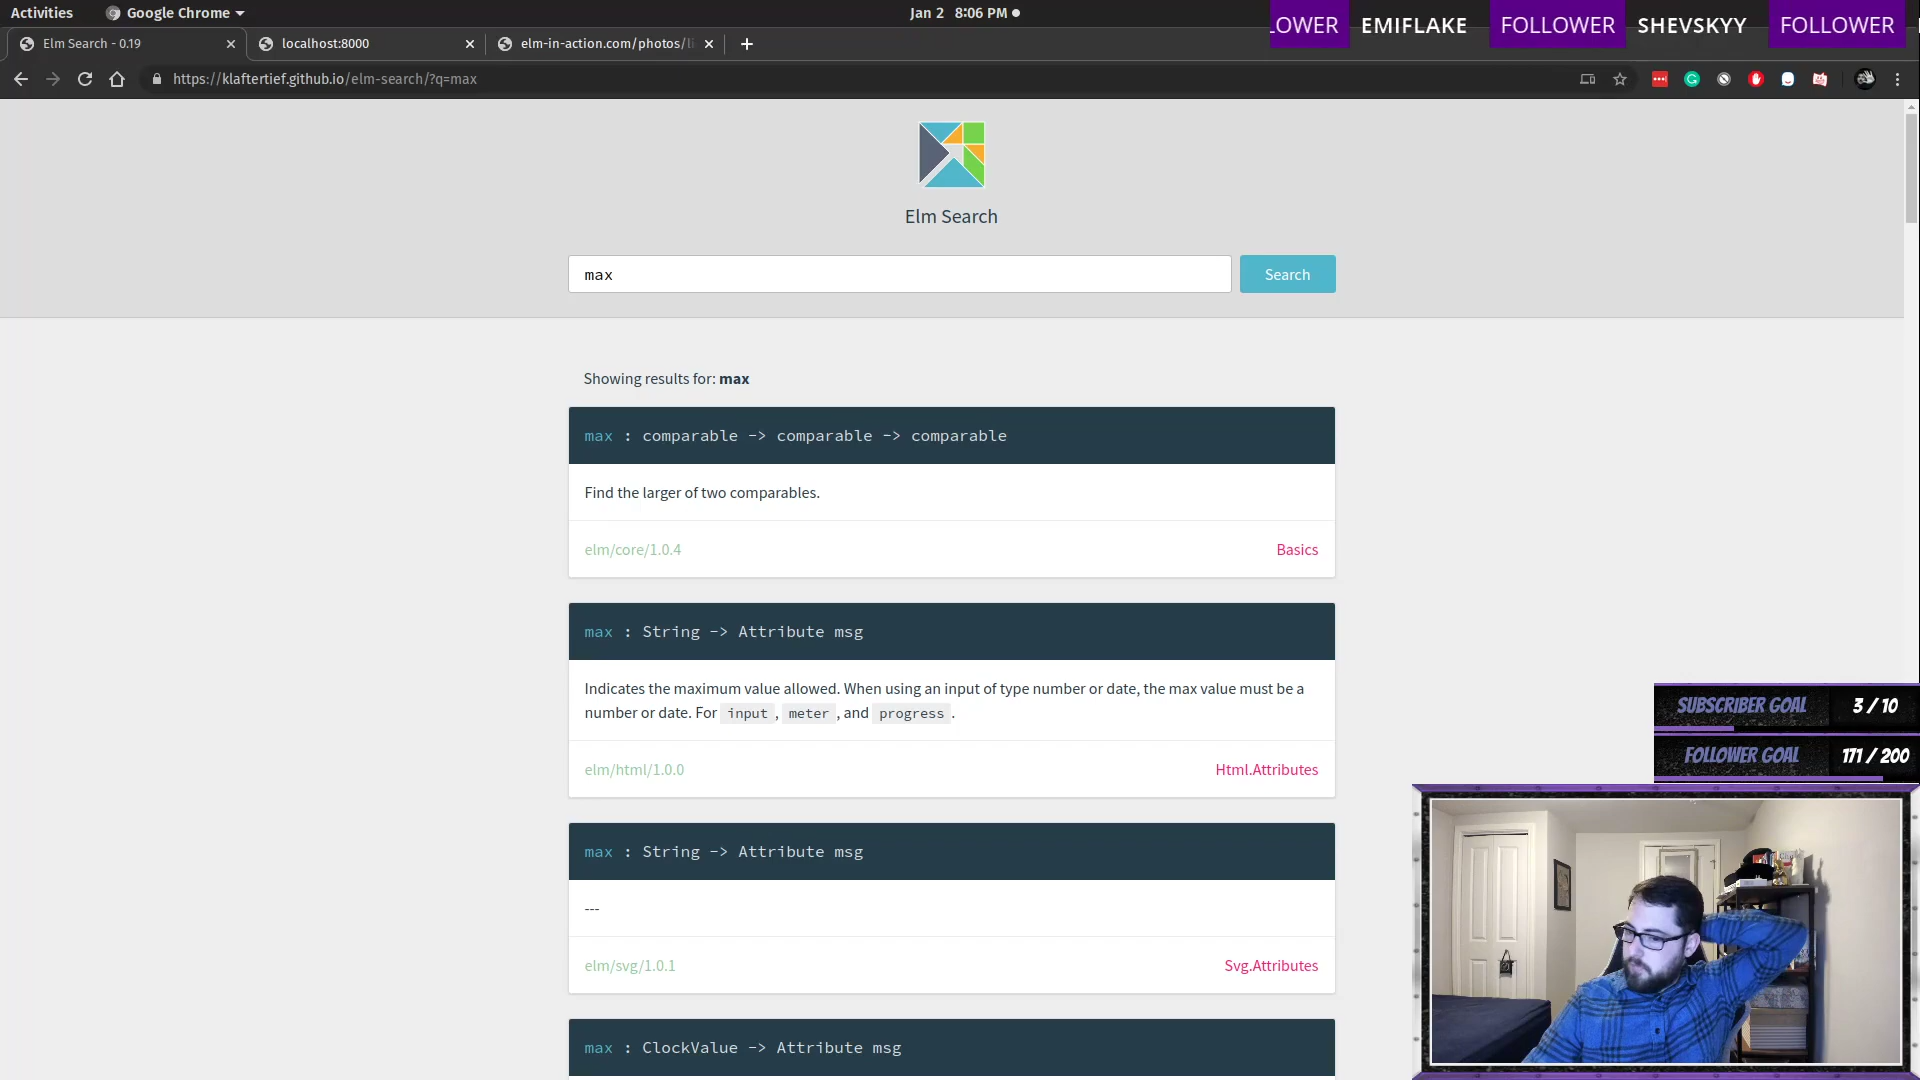 Activities
Google Chrome
Jan 2 8:06 PM
LOWER EMIFLAKE FOLLOWER SHEVSKYY FOLLOWER
Elm Search - 0.19
localhost:8000
elm-in-action.com/photos/li
https://klaftertief.github.io/elm-search/?q=max
Elm Search
max
Search
Showing results for: max
max : comparable -> comparable -> comparable
Find the larger of two comparables.
elm/core/1.0.4
Basics
max : String -> Attribute msg
Indicates the maximum value allowed. When using an input of type number or date, the max value must be a
number or date. For input, meter, and progress.
elm/html/1.0.0
Html.Attributes
max : String -> Attribute msg
---
elm/svg/1.0.1
Svg.Attributes
max : ClockValue -> Attribute msg
SUBSCRIBER GOAL 3 / 10
FOLLOWER GOAL 171 / 200